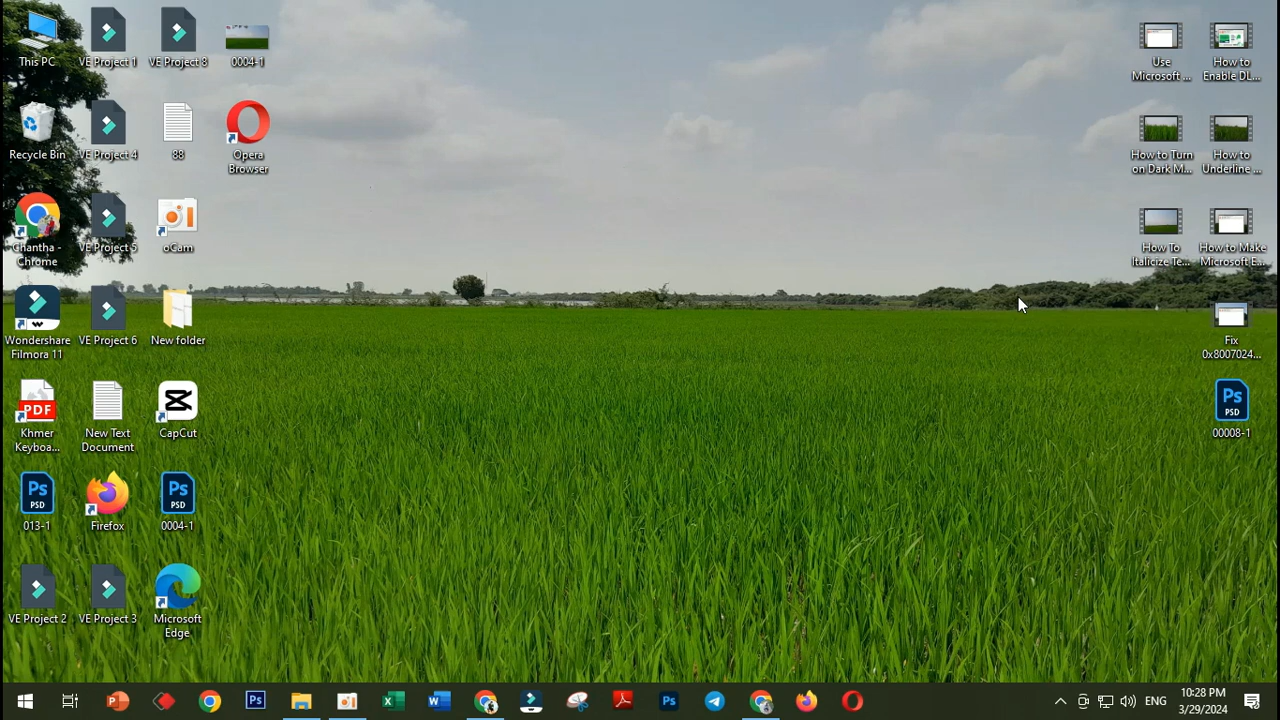 This PC
VE Project 1
VE Project 8
0004-1
Recycle Bin
VE Project 4
88
Opera
Browser
Chantha -
Chrome
VE Project 5
oCam
Wondershare
Filmora 11
VE Project 6
New folder
PDF
Khmer
Keyboa...
New Text
Document
CapCut
Ps
PSD
013-1
Firefox
Ps
PSD
0004-1
VE Project 2
VE Project 3
Microsoft
Edge
Use
Microsoft ...
How to
Enable DL...
How to Turn
on Dark M...
How to
Underline ...
How To
Italicize Te...
How to Make
Microsoft E...
Fix
0x8007024...
Ps
PSD
00008-1
Ps
Ps
ENG
10:28 PM
3/29/2024